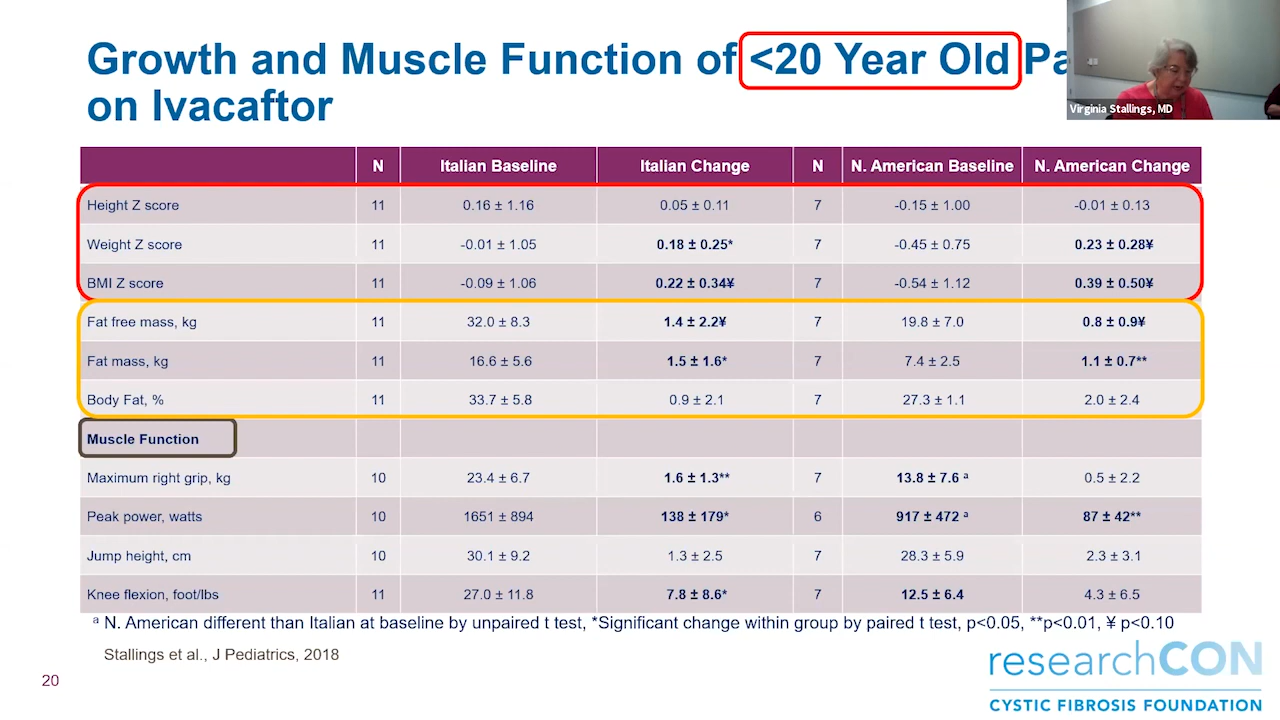 Growth and Muscle Function of <20 Year Old Pa
on Ivacaftor
Virginia Stallings, MD
N Italian Baseline Italian Change N N. American Baseline N. American Change
Height Z score 11 0.16 ± 1.16 0.05 ± 0.11 7 -0.15 ± 1.00 -0.01 ± 0.13
Weight Z score 11 -0.01 ± 1.05 0.18 ± 0.25* 7 -0.45 ± 0.75 0.23 ± 0.28¥
BMI Z score 11 -0.09 ± 1.06 0.22 ± 0.34¥ 7 -0.54 ± 1.12 0.39 ± 0.50¥
Fat free mass, kg 11 32.0 ± 8.3 1.4 ± 2.2¥ 7 19.8 ± 7.0 0.8 ± 0.9¥
Fat mass, kg 11 16.6 ± 5.6 1.5 ± 1.6* 7 7.4 ± 2.5 1.1 ± 0.7**
Body Fat, % 11 33.7 ± 5.8 0.9 ± 2.1 7 27.3 ± 1.1 2.0 ± 2.4
Muscle Function
Maximum right grip, kg 10 23.4 ± 6.7 1.6 ± 1.3** 7 13.8 ± 7.6 a 0.5 ± 2.2
Peak power, watts 10 1651 ± 894 138 ± 179* 6 917 ± 472 a 87 ± 42**
Jump height, cm 10 30.1 ± 9.2 1.3 ± 2.5 7 28.3 ± 5.9 2.3 ± 3.1
Knee flexion, foot/lbs 11 27.0 ± 11.8 7.8 ± 8.6* 7 12.5 ± 6.4 4.3 ± 6.5
a N. American different than Italian at baseline by unpaired t test, *Significant change within group by paired t test, p<0.05, **p<0.01, ¥ p<0.10
Stallings et al., J Pediatrics, 2018
20
researchCON
CYSTIC FIBROSIS FOUNDATION